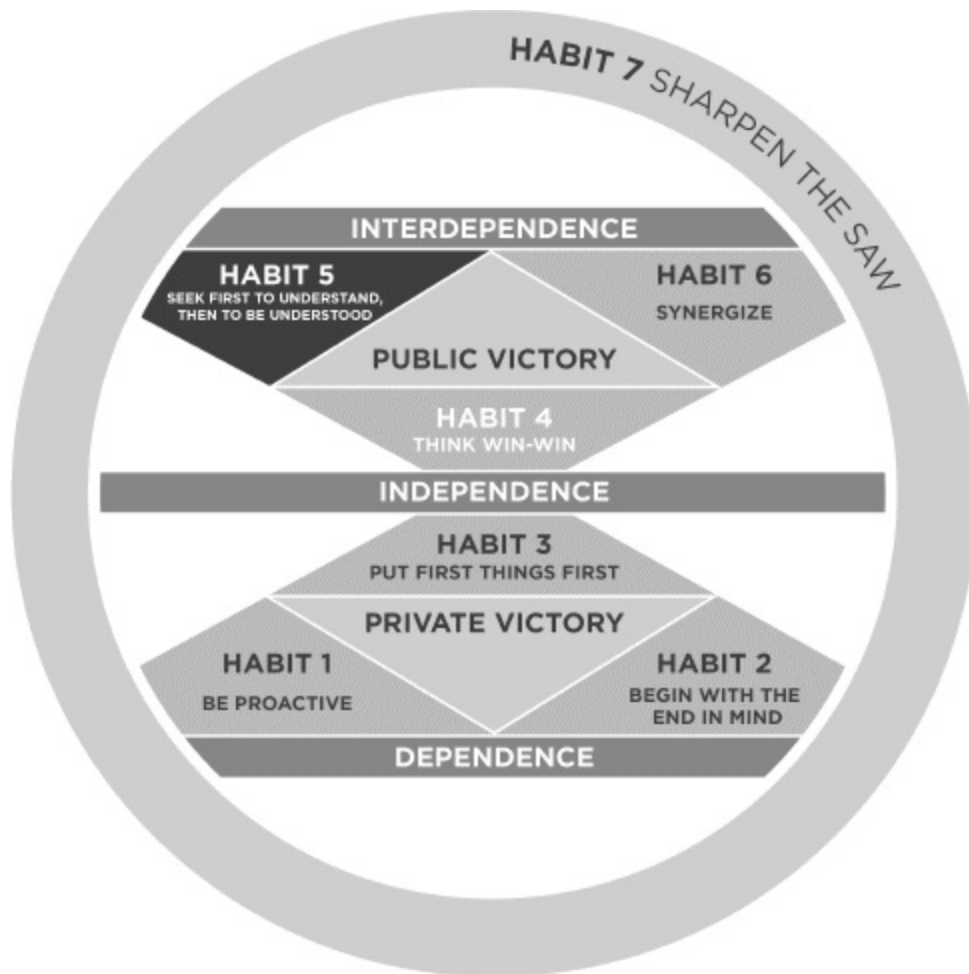 HABIT 7 SHARPEN THE SAW
INTERDEPENDENCE
HABIT 5
SEEK FIRST TO UNDERSTAND,
THEN TO BE UNDERSTOOD
HABIT 6
SYNERGIZE
PUBLIC VICTORY
HABIT 4
THINK WIN-WIN
INDEPENDENCE
HABIT 3
PUT FIRST THINGS FIRST
PRIVATE VICTORY
HABIT 1
BE PROACTIVE
HABIT 2
BEGIN WITH THE
END IN MIND
DEPENDENCE